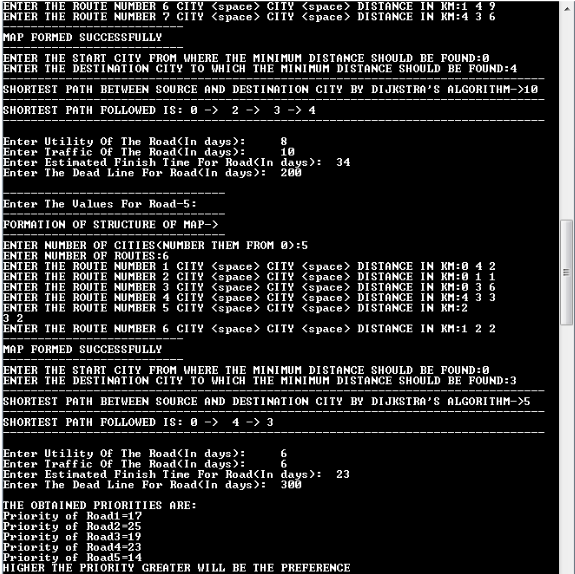 ENTER THE ROUTE NUMBER 6 CITY <space> CITY <space> DISTANCE IN KM:1 4 9
ENTER THE ROUTE NUMBER 7 CITY <space> CITY <space> DISTANCE IN KM:4 3 6
MAP FORMED SUCCESSFULLY
ENTER THE START CITY FROM WHERE THE MINIMUM DISTANCE SHOULD BE FOUND:0
ENTER THE DESTINATION CITY TO WHICH THE MINIMUM DISTANCE SHOULD BE FOUND:4
SHORTEST PATH BETWEEN SOURCE AND DESTINATION CITY BY DIJKSTRA'S ALGORITHM->10
SHORTEST PATH FOLLOWED IS: 0 -> 2 -> 3 -> 4
Enter Utility Of The Road(In days): 8
Enter Traffic Of The Road(In days): 10
Enter Estimated Finish Time For Road(In days): 34
Enter The Dead Line For Road(In days): 200
Enter The Values For Road-5:
FORMATION OF STRUCTURE OF MAP->
ENTER NUMBER OF CITIES(NUMBER THEM FROM 0):5
ENTER NUMBER OF ROUTES:6
ENTER THE ROUTE NUMBER 1 CITY <space> CITY <space> DISTANCE IN KM:0 4 2
ENTER THE ROUTE NUMBER 2 CITY <space> CITY <space> DISTANCE IN KM:0 1 1
ENTER THE ROUTE NUMBER 3 CITY <space> CITY <space> DISTANCE IN KM:0 3 6
ENTER THE ROUTE NUMBER 4 CITY <space> CITY <space> DISTANCE IN KM:4 3 3
ENTER THE ROUTE NUMBER 5 CITY <space> CITY <space> DISTANCE IN KM:2
3 2
ENTER THE ROUTE NUMBER 6 CITY <space> CITY <space> DISTANCE IN KM:1 2 2
MAP FORMED SUCCESSFULLY
ENTER THE START CITY FROM WHERE THE MINIMUM DISTANCE SHOULD BE FOUND:0
ENTER THE DESTINATION CITY TO WHICH THE MINIMUM DISTANCE SHOULD BE FOUND:3
SHORTEST PATH BETWEEN SOURCE AND DESTINATION CITY BY DIJKSTRA'S ALGORITHM->5
SHORTEST PATH FOLLOWED IS: 0 -> 4 -> 3
Enter Utility Of The Road(In days): 6
Enter Traffic Of The Road(In days): 6
Enter Estimated Finish Time For Road(In days): 23
Enter The Dead Line For Road(In days): 300
THE OBTAINED PRIORITIES ARE:
Priority of Road1=17
Priority of Road2=25
Priority of Road3=19
Priority of Road4=23
Priority of Road5=14
HIGHER THE PRIORITY GREATER WILL BE THE PREFERENCE